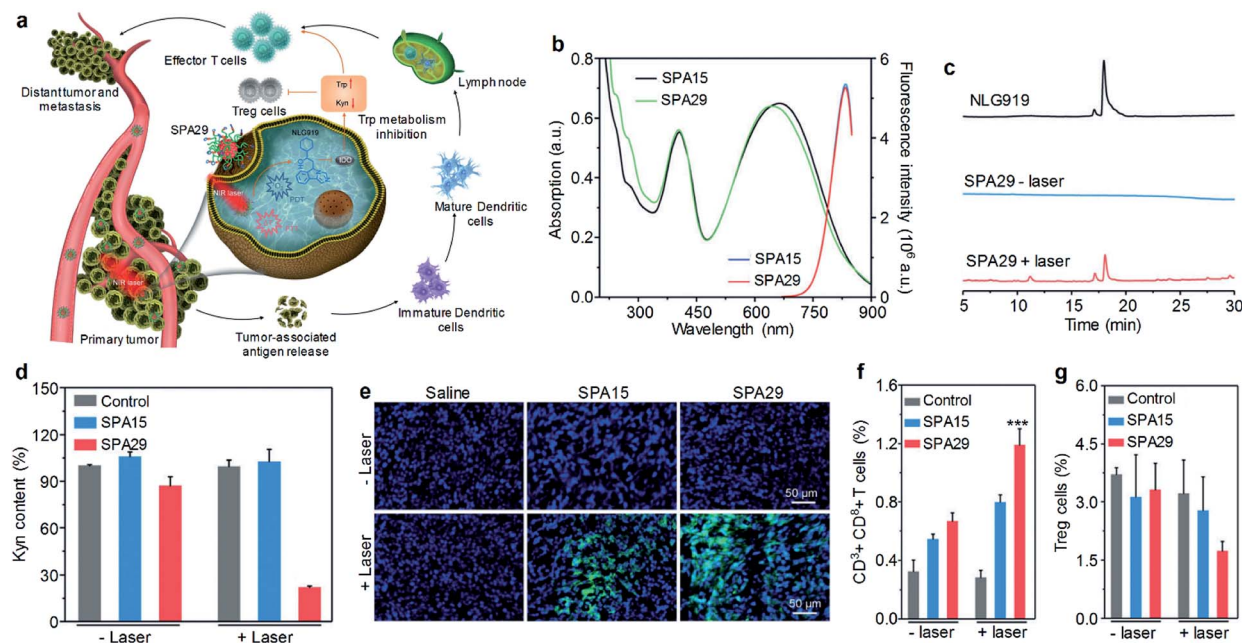 a
Effector T cells
Lymph node
Distant tumor and
metastasis
Treg cells
Trp
Kyn
Trp metabolism
inhibition
SPA29
NLG919
IDO
NIR laser
PDT
Mature Dendritic
cells
NIR laser
Immature Dendritic
cells
Primary tumor
Tumor-associated
antigen release
b
Absorption (a.u.)
0.8
0.6
0.4
0.2
0.0
SPA15
SPA29
SPA15
SPA29
300 450 600 750 900
Wavelength (nm)
6
5
4
3
2
1
0
Fluorescence intensity (10⁶ a.u.)
c
NLG919
SPA29 - laser
SPA29 + laser
5 10 15 20 25 30
Time (min)
d
Kyn content (%)
150
120
90
60
30
0
Control
SPA15
SPA29
- Laser + Laser
e
Saline SPA15 SPA29
- Laser
50 μm
+ Laser
50 μm
f
CD³+ CD⁸+ T cells (%)
1.6
1.2
0.8
0.4
0.0
Control
SPA15
SPA29
***
- laser + laser
g
Treg cells (%)
6.0
4.5
3.0
1.5
0.0
Control
SPA15
SPA29
- laser + laser